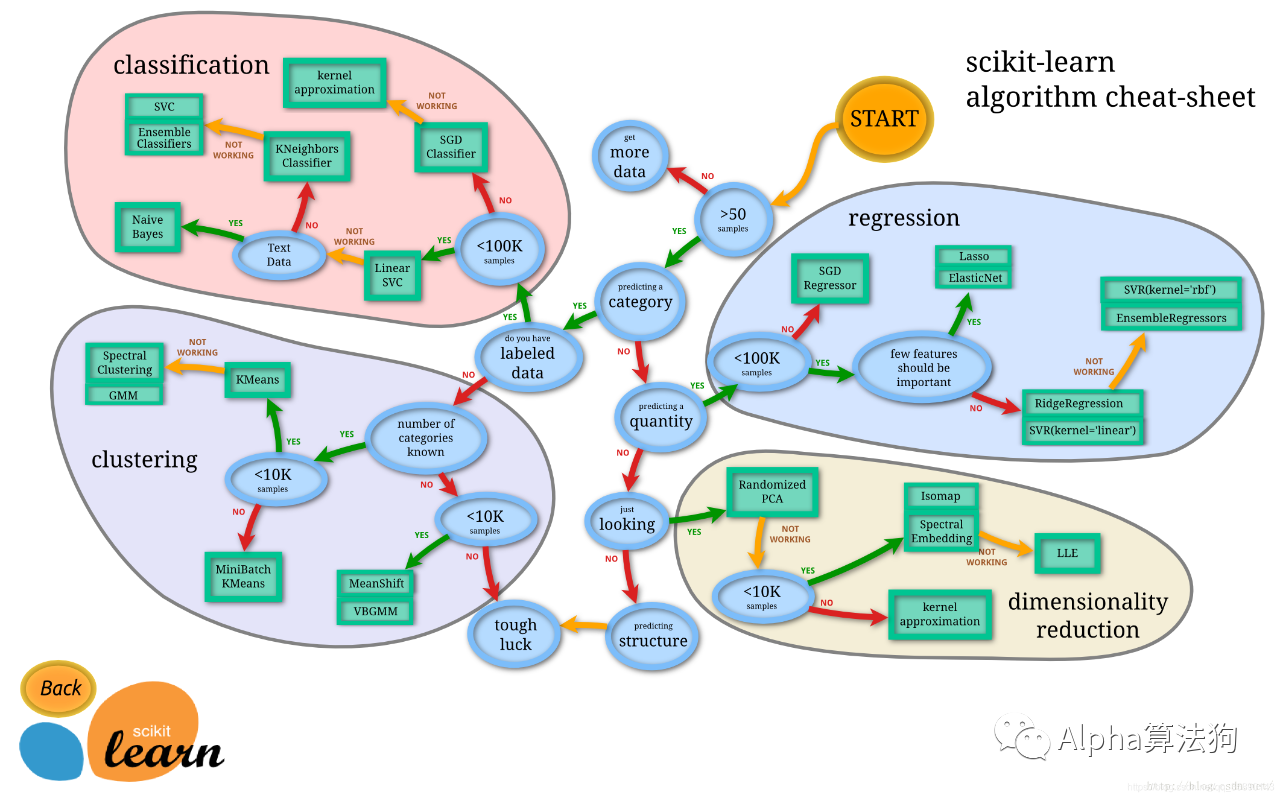 scikit-learn
algorithm cheat-sheet
START
get
more
data
NO
>50
samples
YES
predicting a
category
YES
NO
do you have
labeled
data
YES
NO
predicting a
quantity
YES
NO
just
looking
YES
NO
predicting
structure
tough
luck
classification
kernel
approximation
NOT
WORKING
SGD
Classifier
NO
<100K
samples
YES
Linear
SVC
NOT
WORKING
Text
Data
YES
NO
Naive
Bayes
KNeighbors
Classifier
NOT
WORKING
SVC
Ensemble
Classifiers
regression
<100K
samples
NO
SGD
Regressor
YES
few features
should be
important
YES
Lasso
ElasticNet
NO
RidgeRegression
SVR(kernel='linear')
NOT
WORKING
SVR(kernel='rbf')
EnsembleRegressors
clustering
number of
categories
known
YES
NO
<10K
samples
YES
NO
KMeans
NOT
WORKING
Spectral
Clustering
GMM
MiniBatch
KMeans
<10K
samples
YES
NO
MeanShift
VBGMM
dimensionality
reduction
Randomized
PCA
NOT
WORKING
<10K
samples
YES
NO
Isomap
Spectral
Embedding
NOT
WORKING
LLE
kernel
approximation
Back
scikit
learn
Alpha算法狗